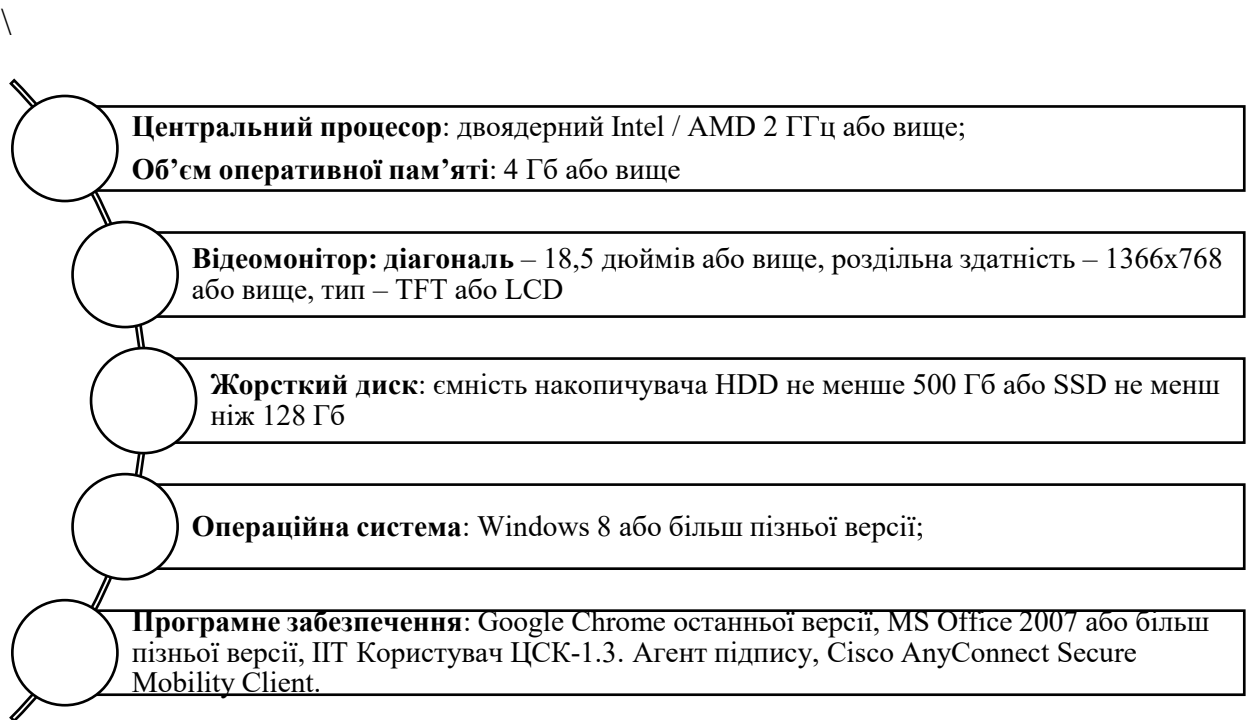 \
Центральний процесор: двоядерний Intel / AMD 2 ГГц або вище;
Об’єм оперативної пам’яті: 4 Гб або вище
Відеомонітор: діагональ – 18,5 дюймів або вище, роздільна здатність – 1366x768
або вище, тип – TFT або LCD
Жорсткий диск: ємність накопичувача HDD не менше 500 Гб або SSD не менш
ніж 128 Гб
Операційна система: Windows 8 або більш пізньої версії;
Програмне забезпечення: Google Chrome останньої версії, MS Office 2007 або більш
пізньої версії, ІІТ Користувач ЦСК-1.3. Агент підпису, Cisco AnyConnect Secure
Mobility Client.